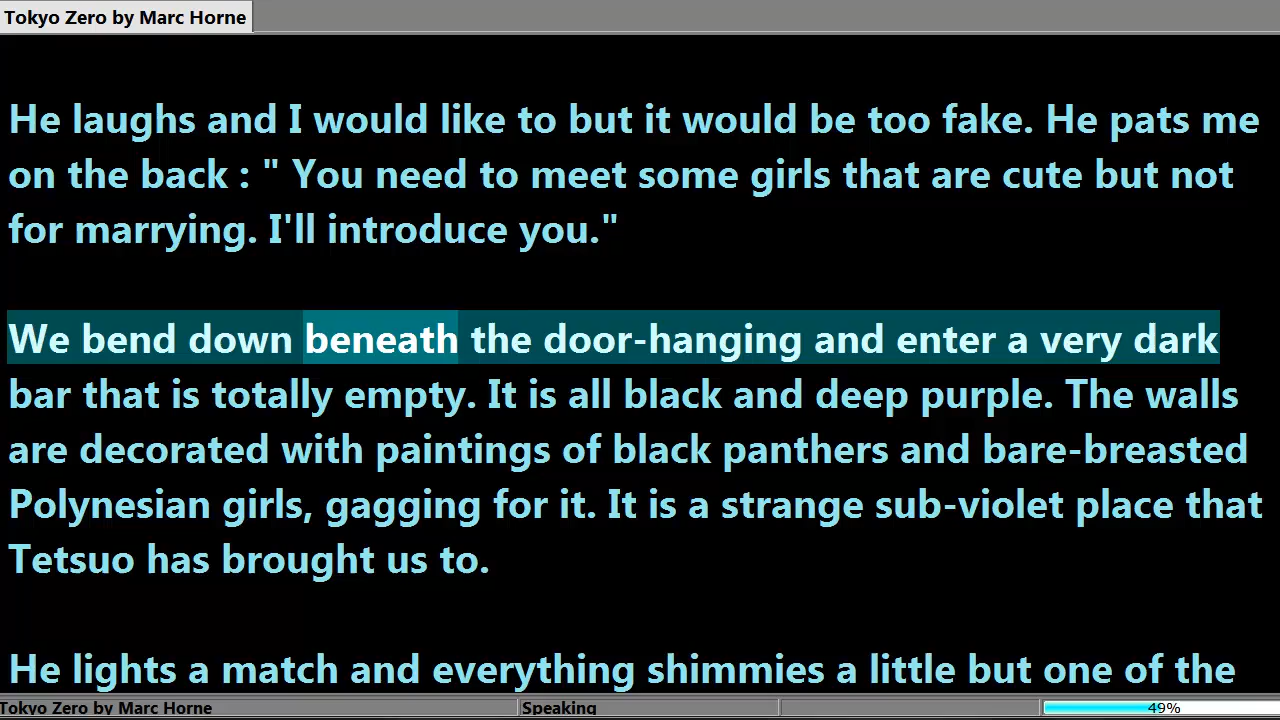 Tokyo Zero by Marc Horne
He laughs and I would like to but it would be too fake. He pats me
on the back : " You need to meet some girls that are cute but not
for marrying. I'll introduce you."
We bend down beneath the door-hanging and enter a very dark
bar that is totally empty. It is all black and deep purple. The walls
are decorated with paintings of black panthers and bare-breasted
Polynesian girls, gagging for it. It is a strange sub-violet place that
Tetsuo has brought us to.
He lights a match and everything shimmies a little but one of the
Tokyo Zero by Marc Horne
Speaking
49%